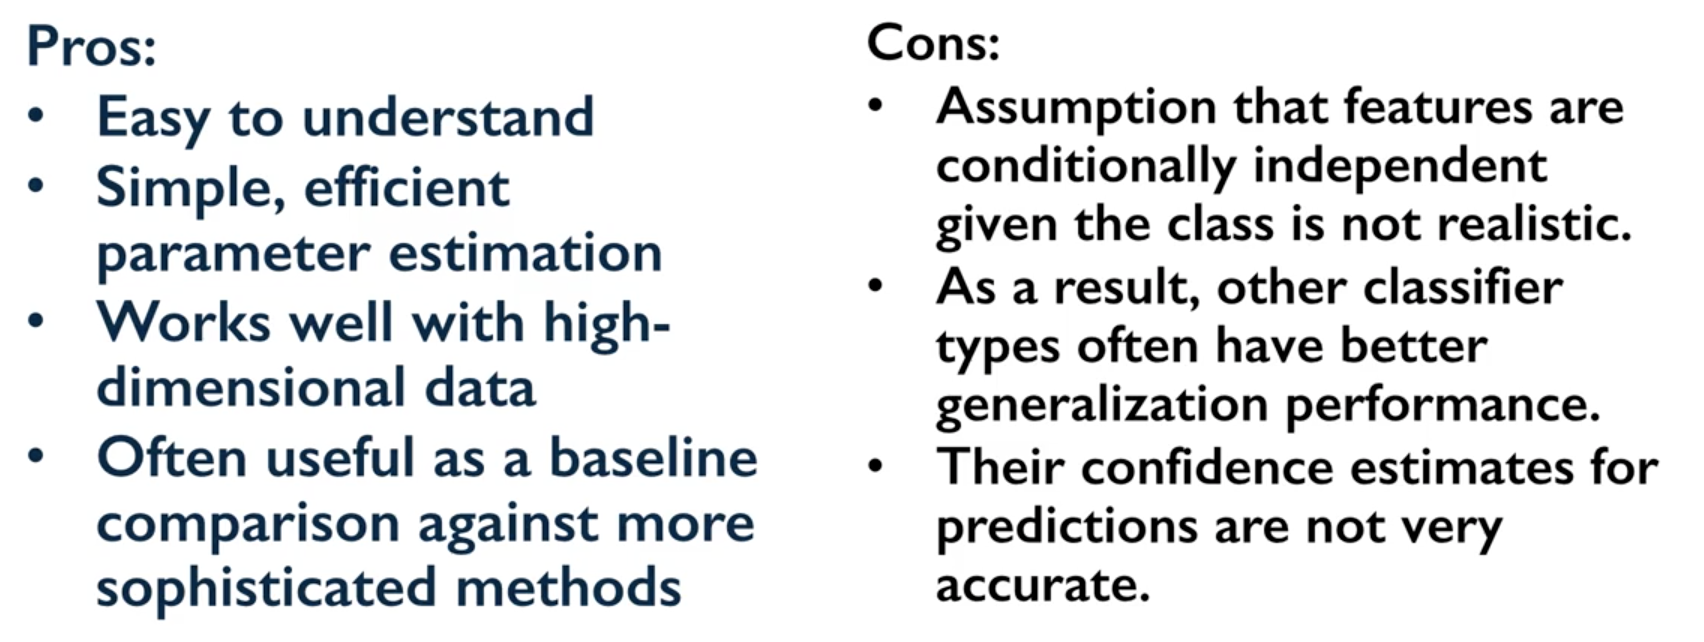 Pros:
• Easy to understand
• Simple, efficient
parameter estimation
• Works well with high-
dimensional data
• Often useful as a baseline
comparison against more
sophisticated methods
Cons:
• Assumption that features are
conditionally independent
given the class is not realistic.
• As a result, other classifier
types often have better
generalization performance.
• Their confidence estimates for
predictions are not very
accurate.